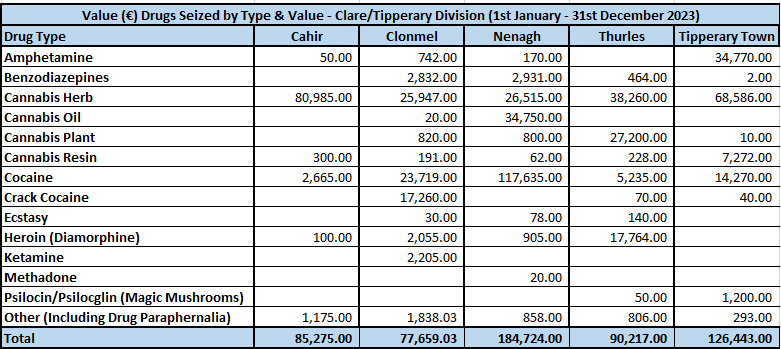 Value (€) Drugs Seized by Type & Value - Clare/Tipperary Division (1st January - 31st December 2023)
Drug Type Cahir Clonmel Nenagh Thurles Tipperary Town
Amphetamine 50.00 742.00 170.00 34,770.00
Benzodiazepines 2,832.00 2,931.00 464.00 2.00
Cannabis Herb 80,985.00 25,947.00 26,515.00 38,260.00 68,586.00
Cannabis Oil 20.00 34,750.00
Cannabis Plant 820.00 800.00 27,200.00 10.00
Cannabis Resin 300.00 191.00 62.00 228.00 7,272.00
Cocaine 2,665.00 23,719.00 117,635.00 5,235.00 14,270.00
Crack Cocaine 17,260.00 70.00 40.00
Ecstasy 30.00 78.00 140.00
Heroin (Diamorphine) 100.00 2,055.00 905.00 17,764.00
Ketamine 2,205.00
Methadone 20.00
Psilocin/Psilocglin (Magic Mushrooms) 50.00 1,200.00
Other (Including Drug Paraphernalia) 1,175.00 1,838.03 858.00 806.00 293.00
Total 85,275.00 77,659.03 184,724.00 90,217.00 126,443.00